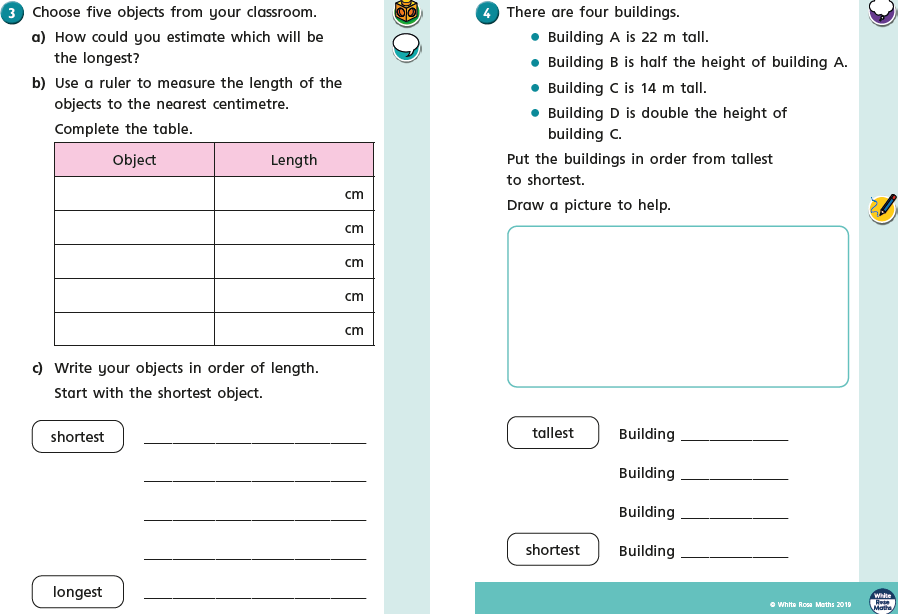 3 Choose five objects from your classroom.
a) How could you estimate which will be
the longest?
b) Use a ruler to measure the length of the
objects to the nearest centimetre.
Complete the table.
Object Length
cm
cm
cm
cm
cm
c) Write your objects in order of length.
Start with the shortest object.
shortest
longest
4 There are four buildings.
Building A is 22 m tall.
Building B is half the height of building A.
Building C is 14 m tall.
Building D is double the height of
building C.
Put the buildings in order from tallest
to shortest.
Draw a picture to help.
tallest Building
Building
Building
shortest Building
© White Rose Maths 2019
White
Rose
Maths